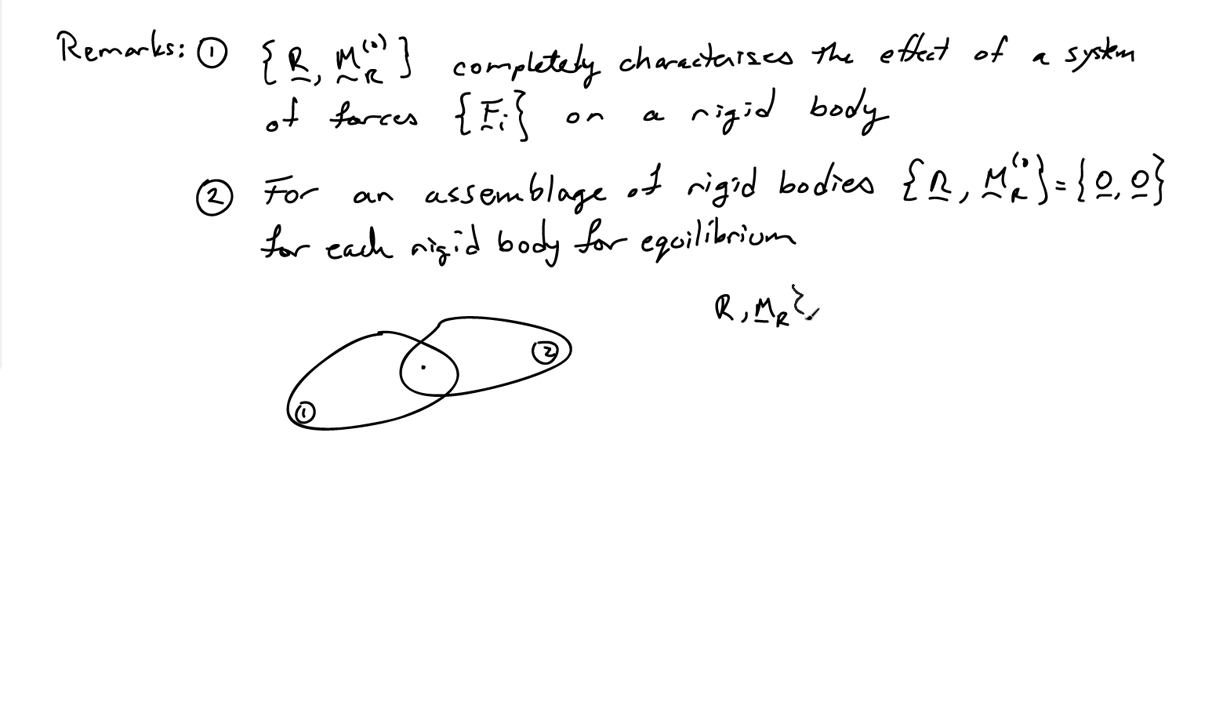 Remarks: ① {R, M_R^(o)} completely characterises the effect of a system
of forces {F_i} on a rigid body
② For an assemblage of rigid bodies {R, M_R^(o)} = {0, 0}
for each rigid body for equilibrium
R, M_R}
②
①